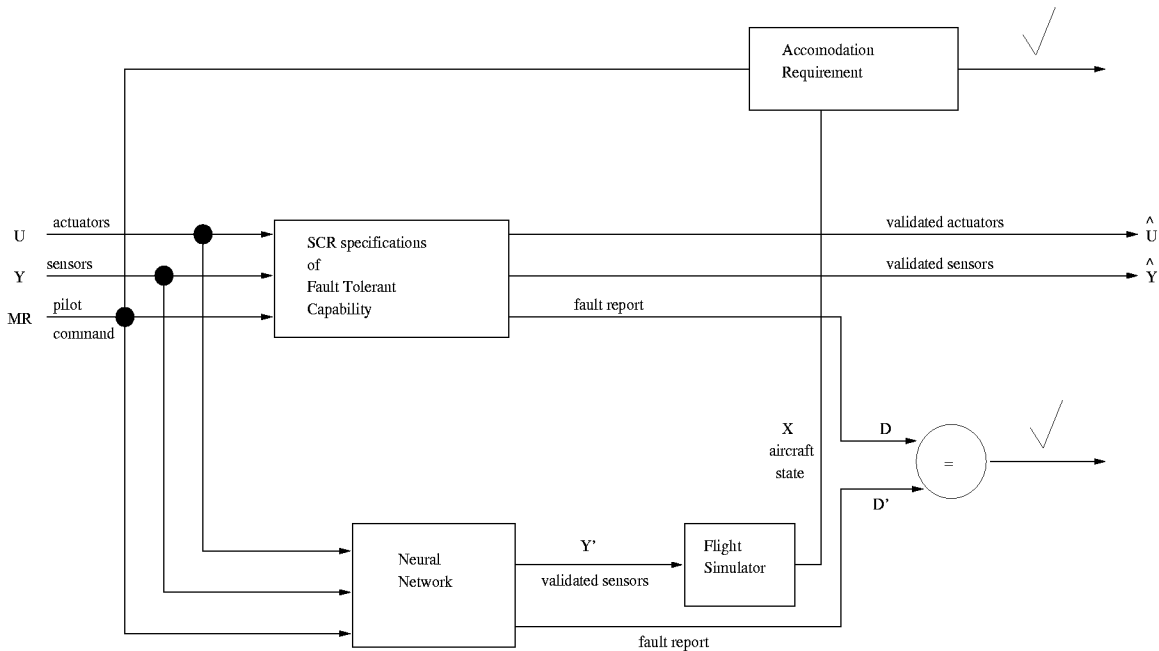 Accomodation
Requirement
actuators
validated actuators
^
U
U
SCR specifications
of
Fault Tolerant
Capability
sensors
validated sensors
^
Y
Y
pilot
MR
command
fault report
X
aircraft
state
D
=
D'
Neural
Network
Y'
validated sensors
Flight
Simulator
fault report